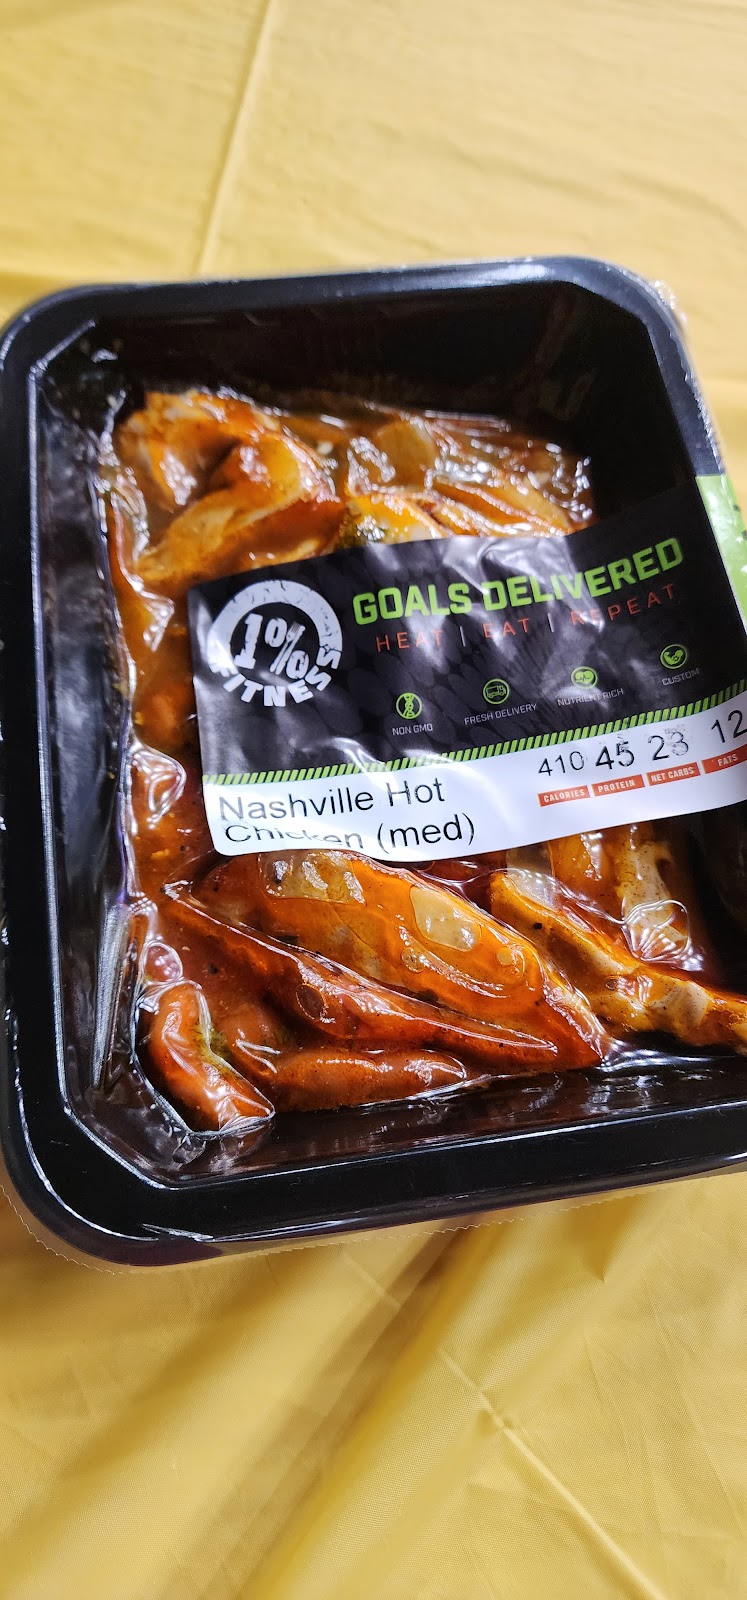 1%
FITNESS
GOALS DELIVERED
HEAT | EAT | REPEAT
NON GMO
FRESH DELIVERY
NUTRIENT RICH
CUSTOM
410 45 23 12
CALORIES PROTEIN NET CARBS FATS
Nashville Hot
Chicken (med)